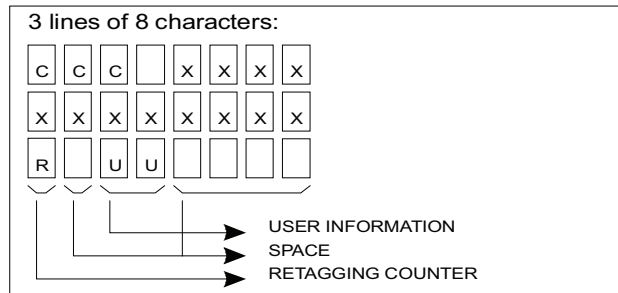 3 lines of 8 characters:
C C C X X X X
X X X X X X X X
R U U
USER INFORMATION
SPACE
RETAGGING COUNTER